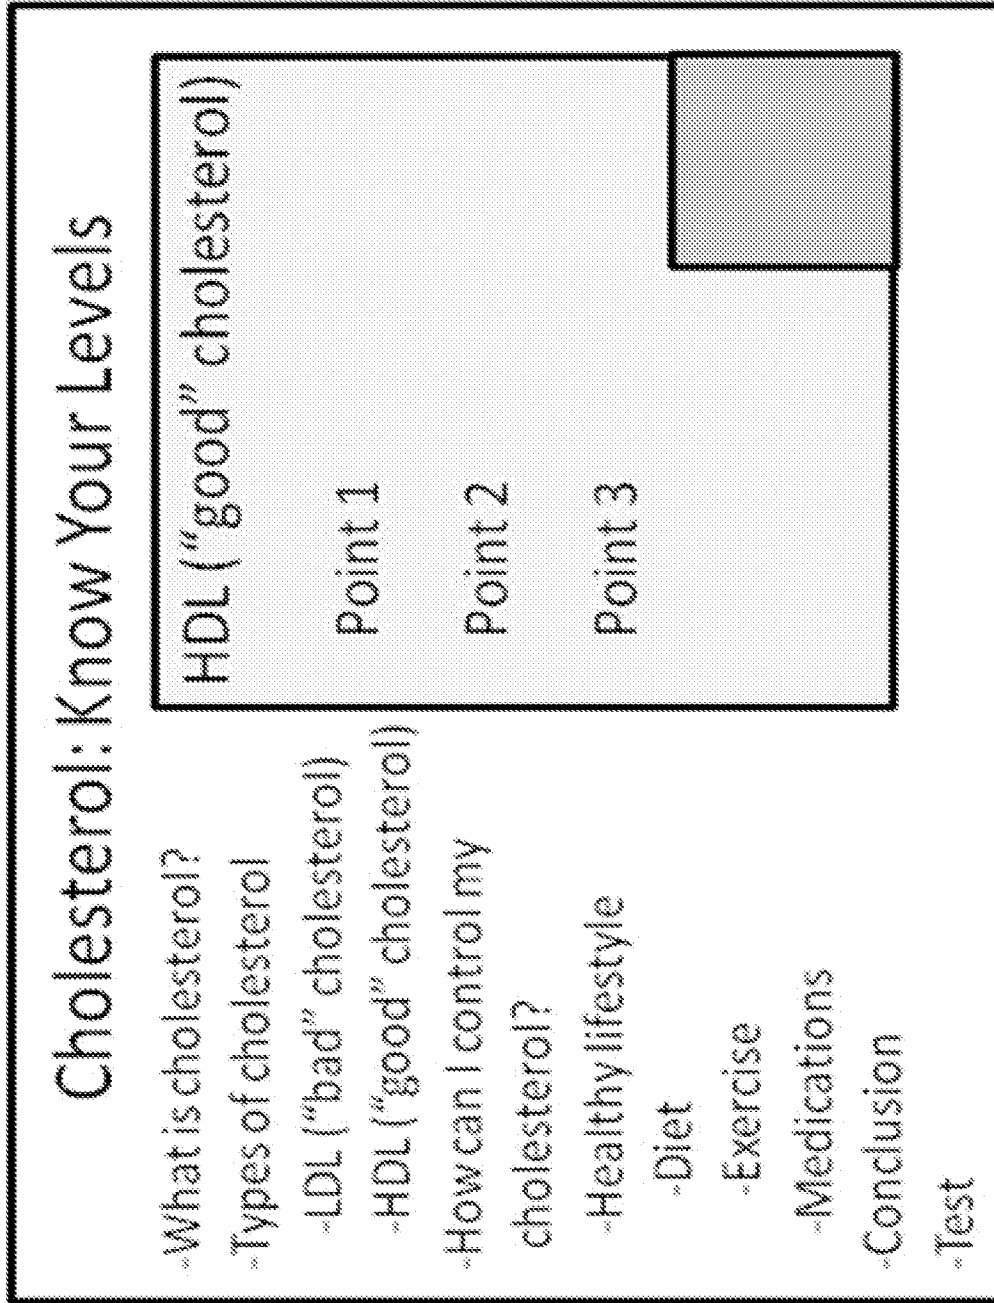 Cholesterol: Know Your Levels
-What is cholesterol?
-Types of cholesterol
-LDL (“bad” cholesterol)
-HDL (“good” cholesterol)
-How can I control my
cholesterol?
-Healthy lifestyle
-Diet
-Exercise
-Medications
-Conclusion
-Test
HDL (“good” cholesterol)
Point 1
Point 2
Point 3